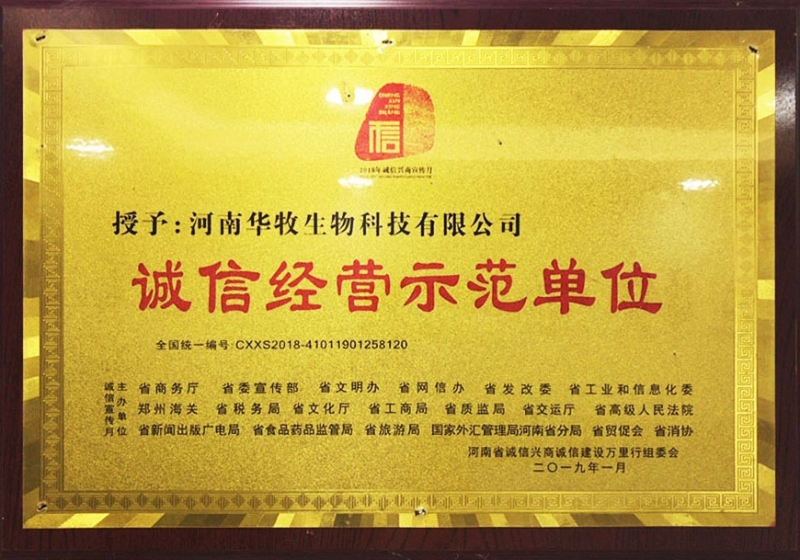 信
2018年诚信兴商宣传月
授予:河南华牧生物科技有限公司
诚信经营示范单位
全国统一编号:CXXS2018-41011901258120
诚信宣传月
主办单位
省商务厅 省委宣传部 省文明办 省网信办 省发改委 省工业和信息化委
郑州海关 省税务局 省文化厅 省工商局 省质监局 省交运厅 省高级人民法院
省新闻出版广电局 省食品药品监管局 省旅游局 国家外汇管理局河南省分局 省贸促会 省消协
河南省诚信兴商诚信建设万里行组委会
二〇一九年一月